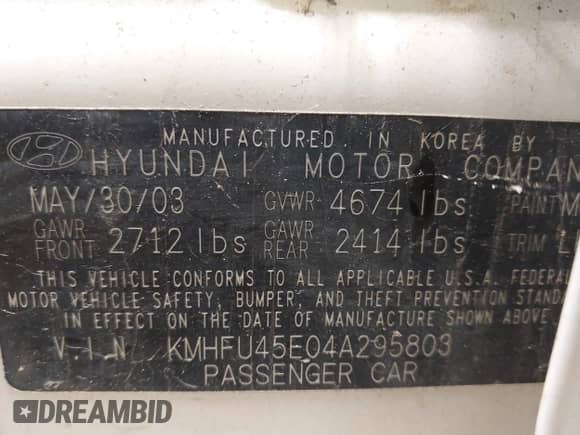 MANUFACTURED IN KOREA BY
HYUNDAI MOTOR COMPAN
MAY/30/03 GVWR 4674 lbs PAINT M
GAWR FRONT 2712 lbs GAWR REAR 2414 lbs TRIM L
THIS VEHICLE CONFORMS TO ALL APPLICABLE U.S.A. FEDERAL
MOTOR VEHICLE SAFETY, BUMPER, AND THEFT PREVENTION STANDA
IN EFFECT ON THE DATE OF MANUFACTURE SHOWN ABOVE.
V.I.N KMHFU45E04A295803
PASSENGER CAR
DREAMBID